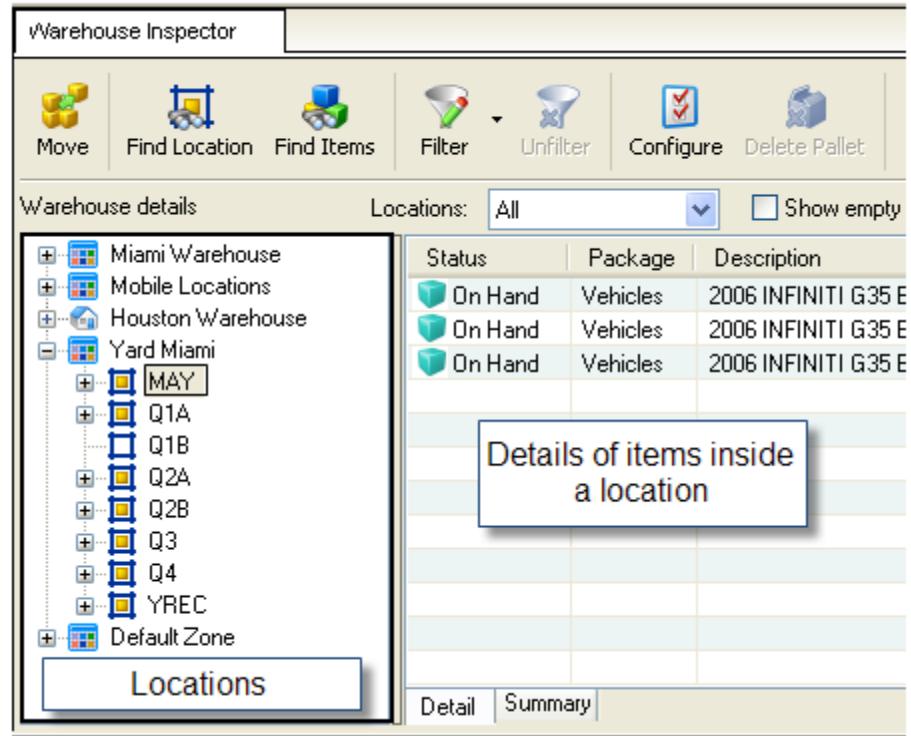 Warehouse Inspector
Move Find Location Find Items Filter Unfilter Configure Delete Pallet
Warehouse details Locations: All Show empty
Miami Warehouse
Mobile Locations
Houston Warehouse
Yard Miami
MAY
Q1A
Q1B
Q2A
Q2B
Q3
Q4
YREC
Default Zone
Locations
Status Package Description
On Hand Vehicles 2006 INFINITI G35 E
On Hand Vehicles 2006 INFINITI G35 E
On Hand Vehicles 2006 INFINITI G35 E
Details of items inside
a location
Detail Summary